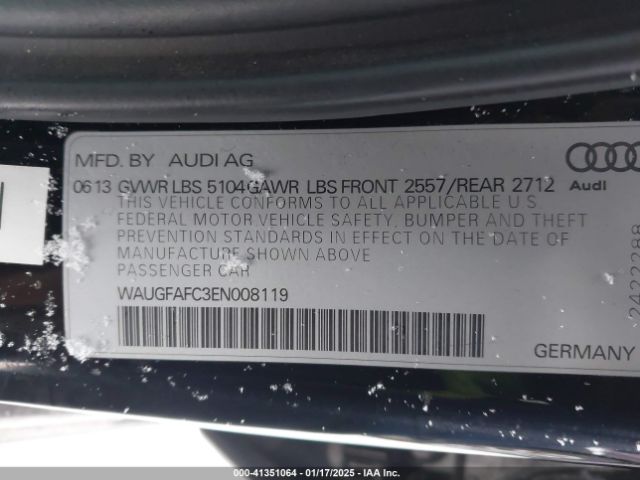 MFD. BY AUDI AG
0613 GVWR LBS 5104 GAWR LBS FRONT 2557/REAR 2712
Audi
THIS VEHICLE CONFORMS TO ALL APPLICABLE U.S.
FEDERAL MOTOR VEHICLE SAFETY, BUMPER AND THEFT
PREVENTION STANDARDS IN EFFECT ON THE DATE OF
MANUFACTURE SHOWN ABOVE
PASSENGER CAR
WAUGFAFC3EN008119
GERMANY
000-41351064 - 01/17/2025 - IAA